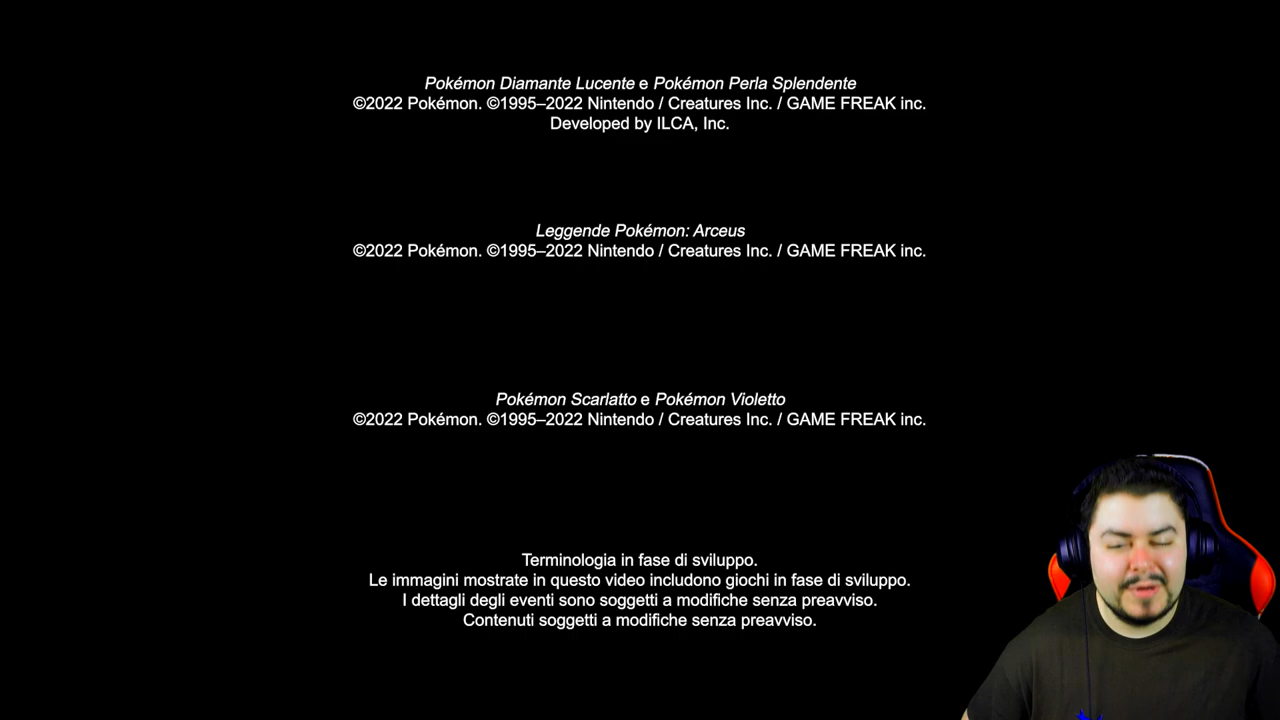 Pokémon Diamante Lucente e Pokémon Perla Splendente
©2022 Pokémon. ©1995–2022 Nintendo / Creatures Inc. / GAME FREAK inc.
Developed by ILCA, Inc.
Leggende Pokémon: Arceus
©2022 Pokémon. ©1995–2022 Nintendo / Creatures Inc. / GAME FREAK inc.
Pokémon Scarlatto e Pokémon Violetto
©2022 Pokémon. ©1995–2022 Nintendo / Creatures Inc. / GAME FREAK inc.
Terminologia in fase di sviluppo.
Le immagini mostrate in questo video includono giochi in fase di sviluppo.
I dettagli degli eventi sono soggetti a modifiche senza preavviso.
Contenuti soggetti a modifiche senza preavviso.